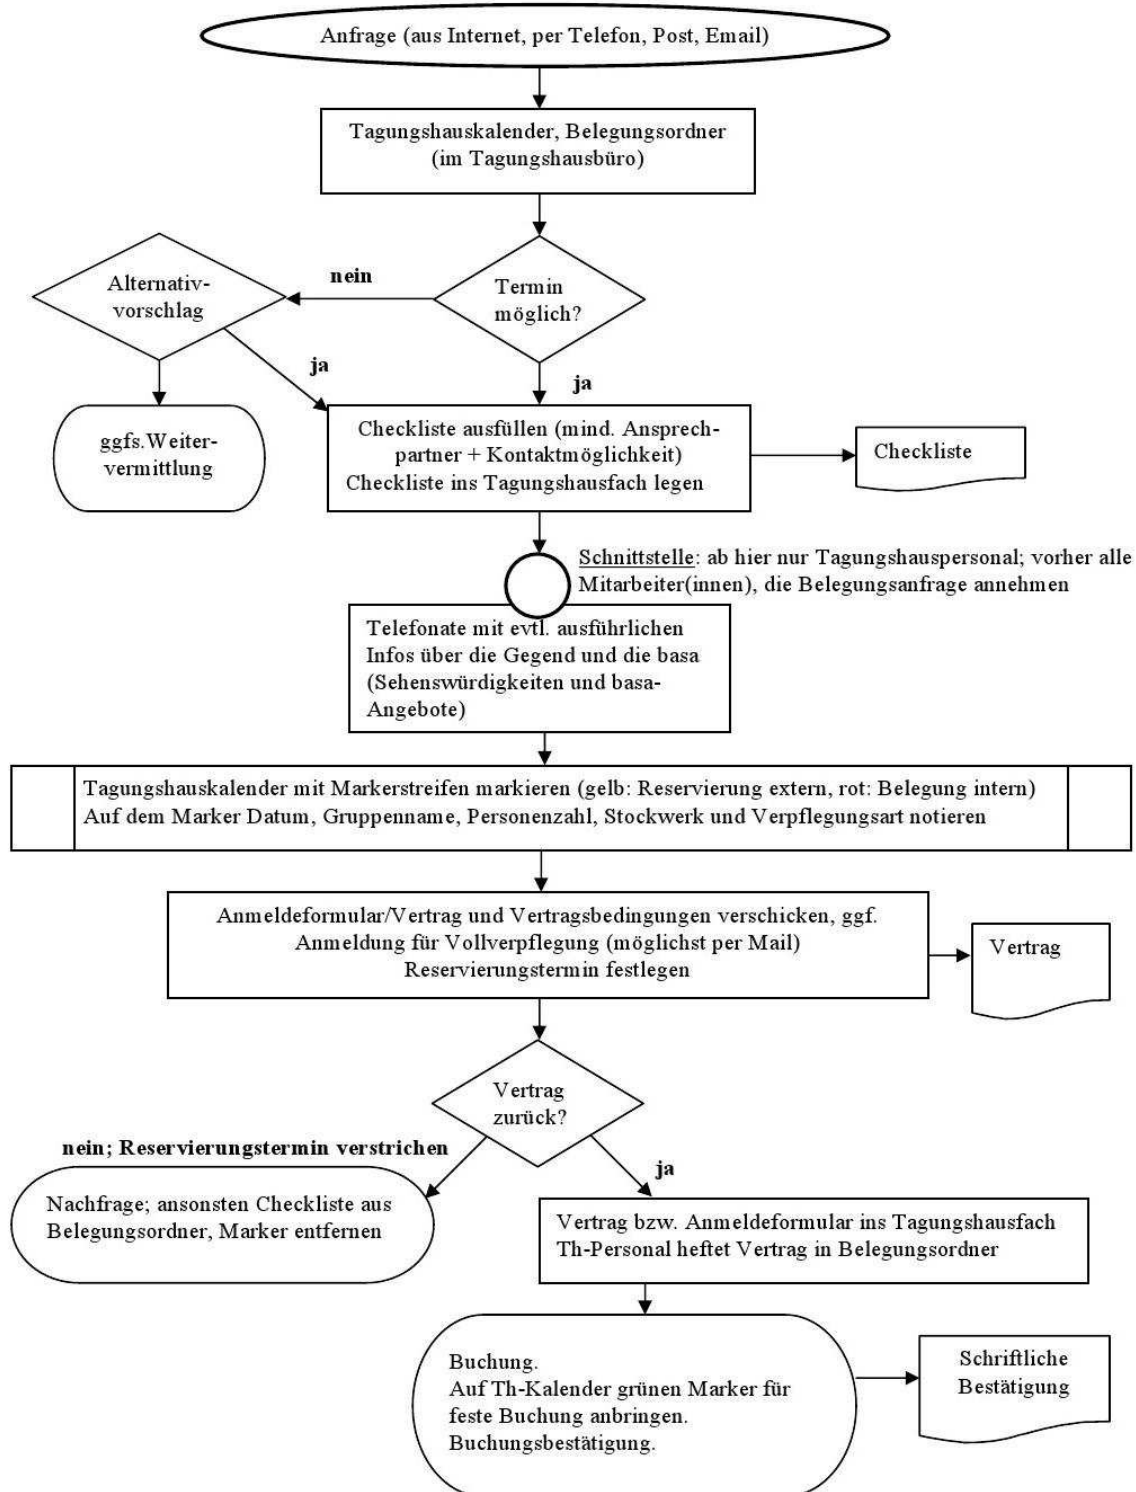 Anfrage (aus Internet, per Telefon, Post, Email)
Tagungshauskalender, Belegungsordner
(im Tagungshausbüro)
Alternativ-
vorschlag
nein
Termin
möglich?
ja
ja
ggfs.Weiter-
vermittlung
Checkliste ausfüllen (mind. Ansprech-
partner + Kontaktmöglichkeit)
Checkliste ins Tagungshausfach legen
Checkliste
Schnittstelle: ab hier nur Tagungshauspersonal; vorher alle
Mitarbeiter(innen), die Belegungsanfrage annehmen
Telefonate mit evtl. ausführlichen
Infos über die Gegend und die basa
(Sehenswürdigkeiten und basa-
Angebote)
Tagungshauskalender mit Markerstreifen markieren (gelb: Reservierung extern, rot: Belegung intern)
Auf dem Marker Datum, Gruppenname, Personenzahl, Stockwerk und Verpflegungsart notieren
Anmeldeformular/Vertrag und Vertragsbedingungen verschicken, ggf.
Anmeldung für Vollverpflegung (möglichst per Mail)
Reservierungstermin festlegen
Vertrag
Vertrag
zurück?
nein; Reservierungstermin verstrichen
ja
Nachfrage; ansonsten Checkliste aus
Belegungsordner, Marker entfernen
Vertrag bzw. Anmeldeformular ins Tagungshausfach
Th-Personal heftet Vertrag in Belegungsordner
Buchung.
Auf Th-Kalender grünen Marker für
feste Buchung anbringen.
Buchungsbestätigung.
Schriftliche
Bestätigung